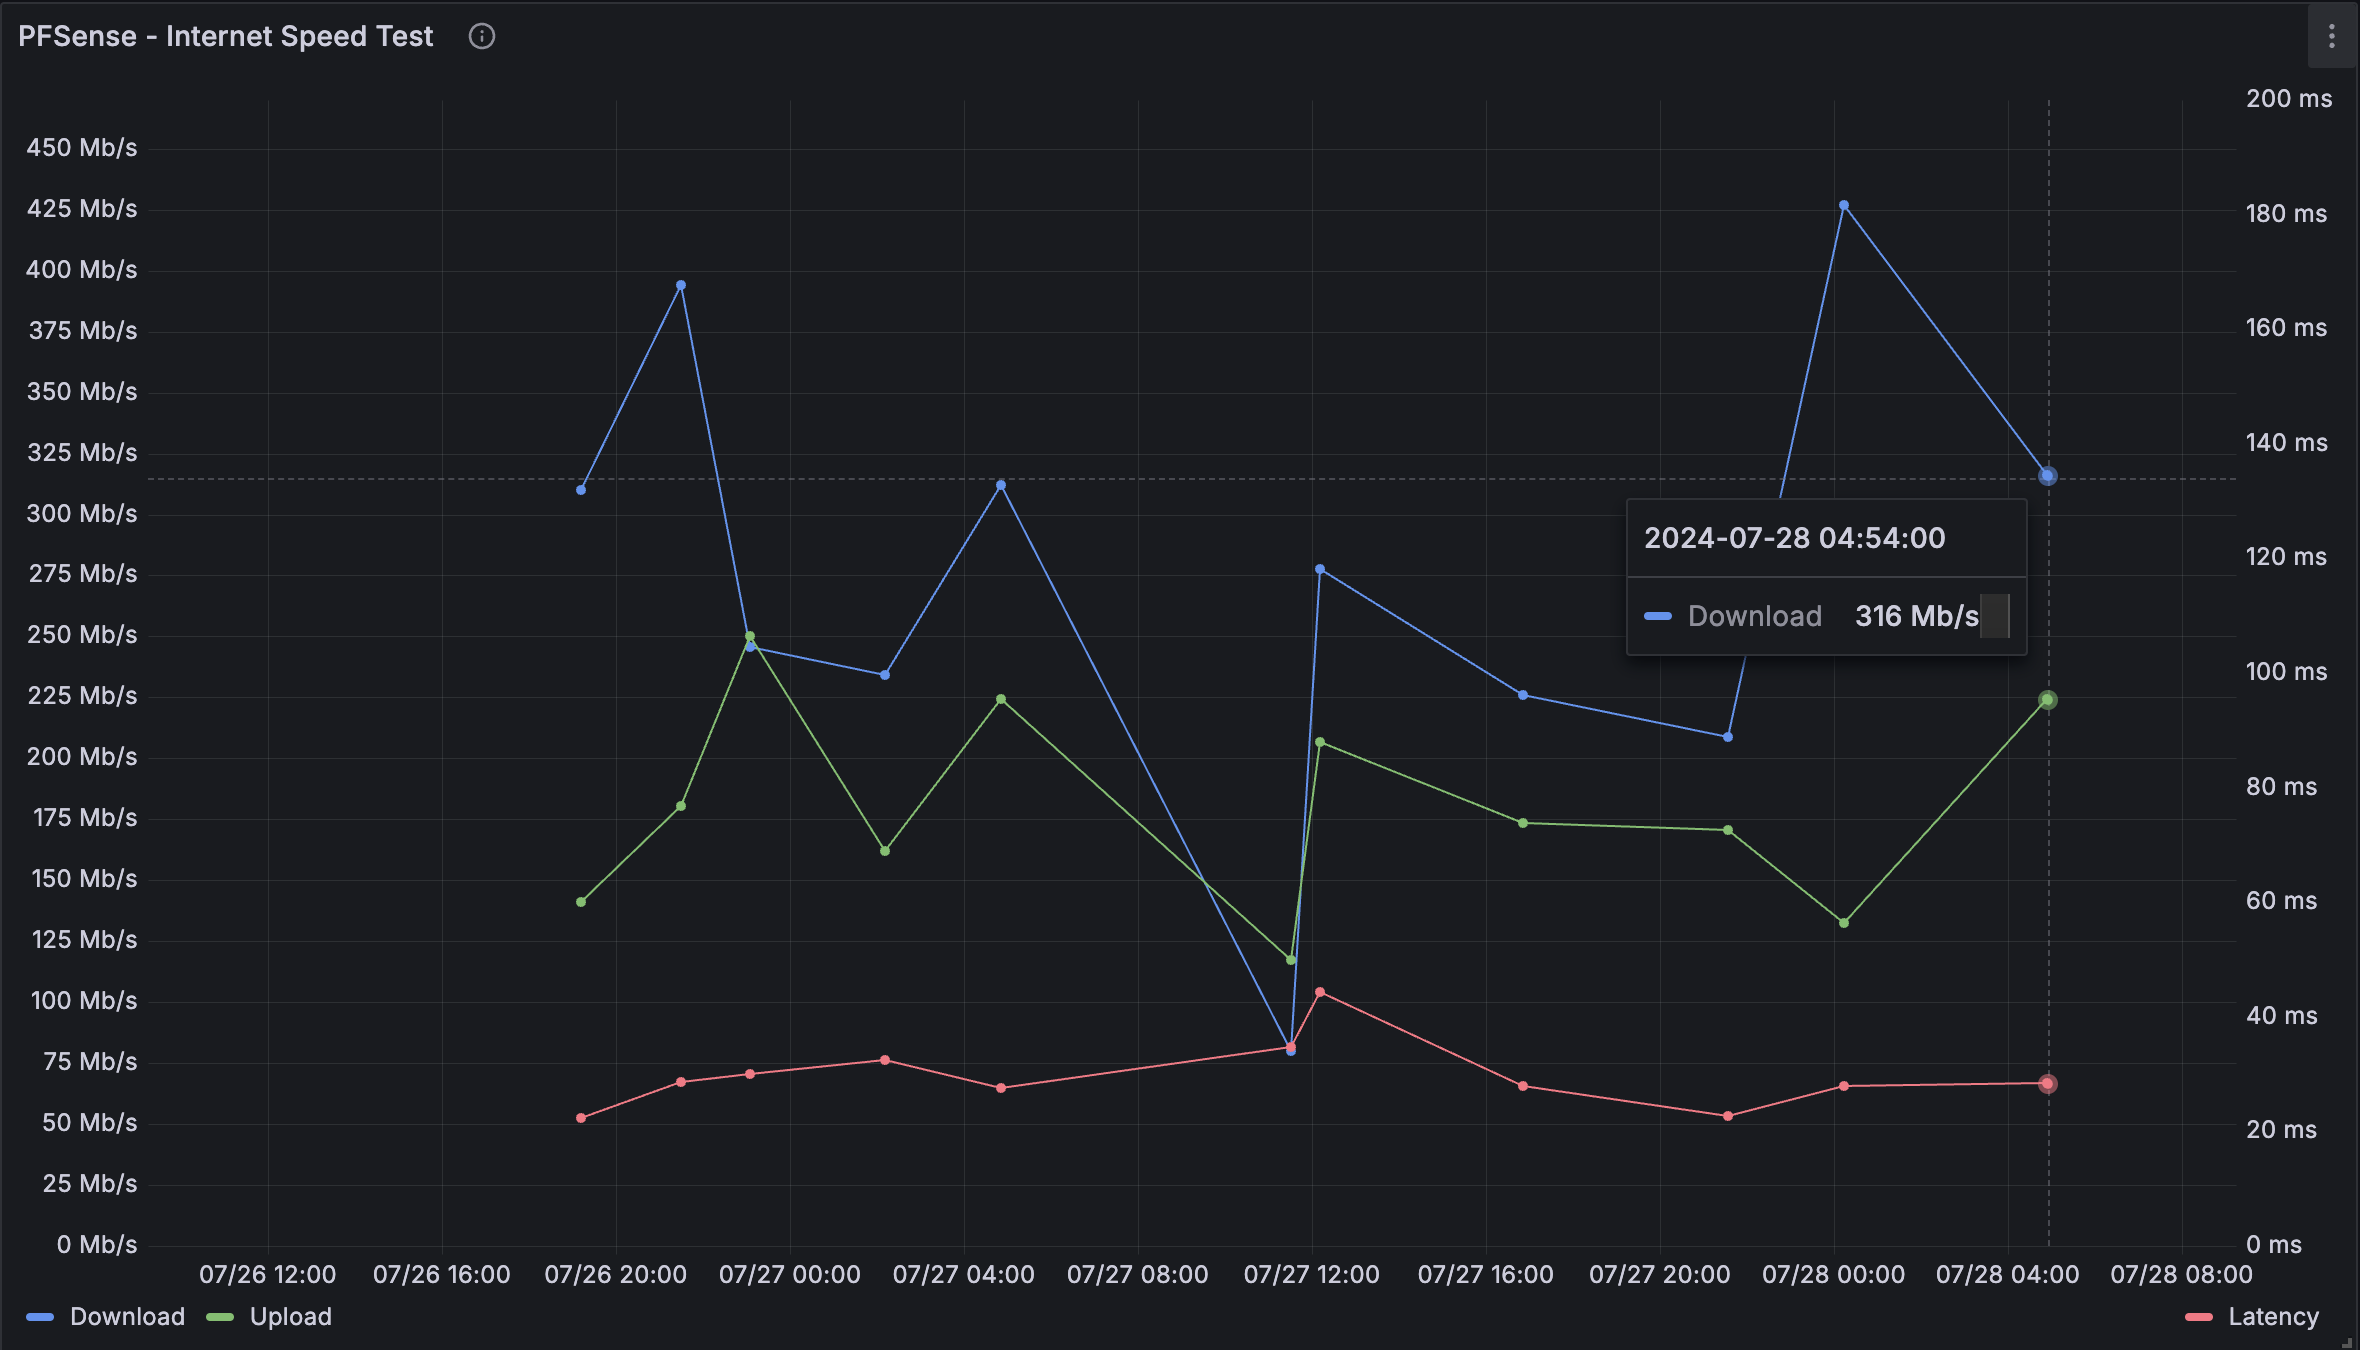 PFSense - Internet Speed Test
200 ms
450 Mb/s
425 Mb/s
180 ms
400 Mb/s
375 Mb/s
160 ms
350 Mb/s
325 Mb/s
140 ms
300 Mb/s
2024-07-28 04:54:00
120 ms
275 Mb/s
Download 316 Mb/s
250 Mb/s
100 ms
225 Mb/s
200 Mb/s
80 ms
175 Mb/s
150 Mb/s
60 ms
125 Mb/s
100 Mb/s
40 ms
75 Mb/s
50 Mb/s
20 ms
25 Mb/s
0 Mb/s
0 ms
07/26 12:00 07/26 16:00 07/26 20:00 07/27 00:00 07/27 04:00 07/27 08:00 07/27 12:00 07/27 16:00 07/27 20:00 07/28 00:00 07/28 04:00 07/28 08:00
Download Upload Latency